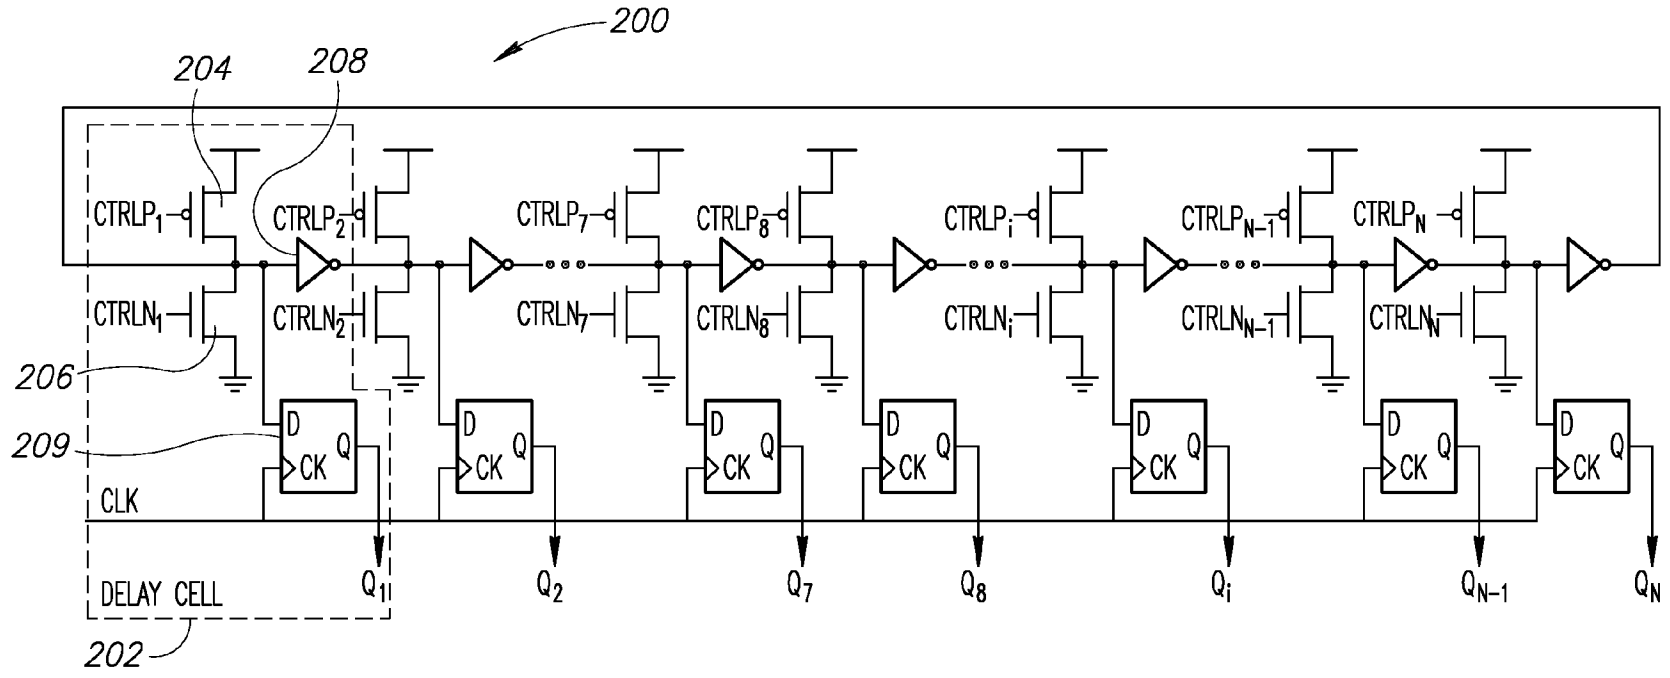 200
204
208
CTRLP1
CTRLP2
CTRLP7
CTRLP8
CTRLPi
CTRLPN-1
CTRLPN
CTRLN1
CTRLN2
CTRLN7
CTRLN8
CTRLNi
CTRLNN-1
CTRLNN
206
209
D Q CK
D Q CK
D Q CK
D Q CK
D Q CK
D Q CK
D Q CK
CLK
DELAY CELL
Q1
Q2
Q7
Q8
Qi
QN-1
QN
202